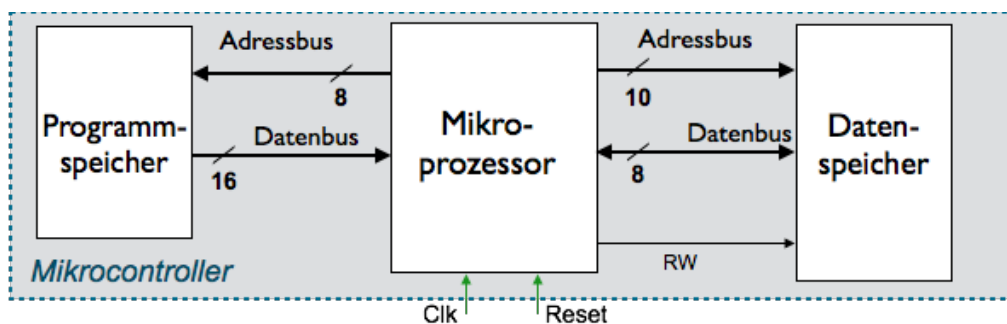 Adressbus
8
Programm-
speicher
Datenbus
16
Mikro-
prozessor
Adressbus
10
Datenbus
8
RW
Daten-
speicher
Mikrocontroller
Clk
Reset